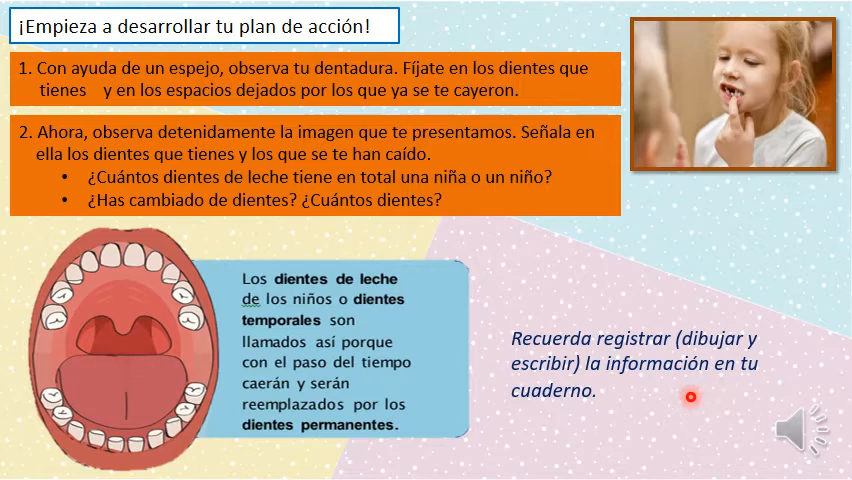 ¡Empieza a desarrollar tu plan de acción!
1. Con ayuda de un espejo, observa tu dentadura. Fíjate en los dientes que
tienes y en los espacios dejados por los que ya se te cayeron.
2. Ahora, observa detenidamente la imagen que te presentamos. Señala en
ella los dientes que tienes y los que se te han caído.
• ¿Cuántos dientes de leche tiene en total una niña o un niño?
• ¿Has cambiado de dientes? ¿Cuántos dientes?
Los dientes de leche
de los niños o dientes
temporales son
llamados así porque
con el paso del tiempo
caerán y serán
reemplazados por los
dientes permanentes.
Recuerda registrar (dibujar y
escribir) la información en tu
cuaderno.